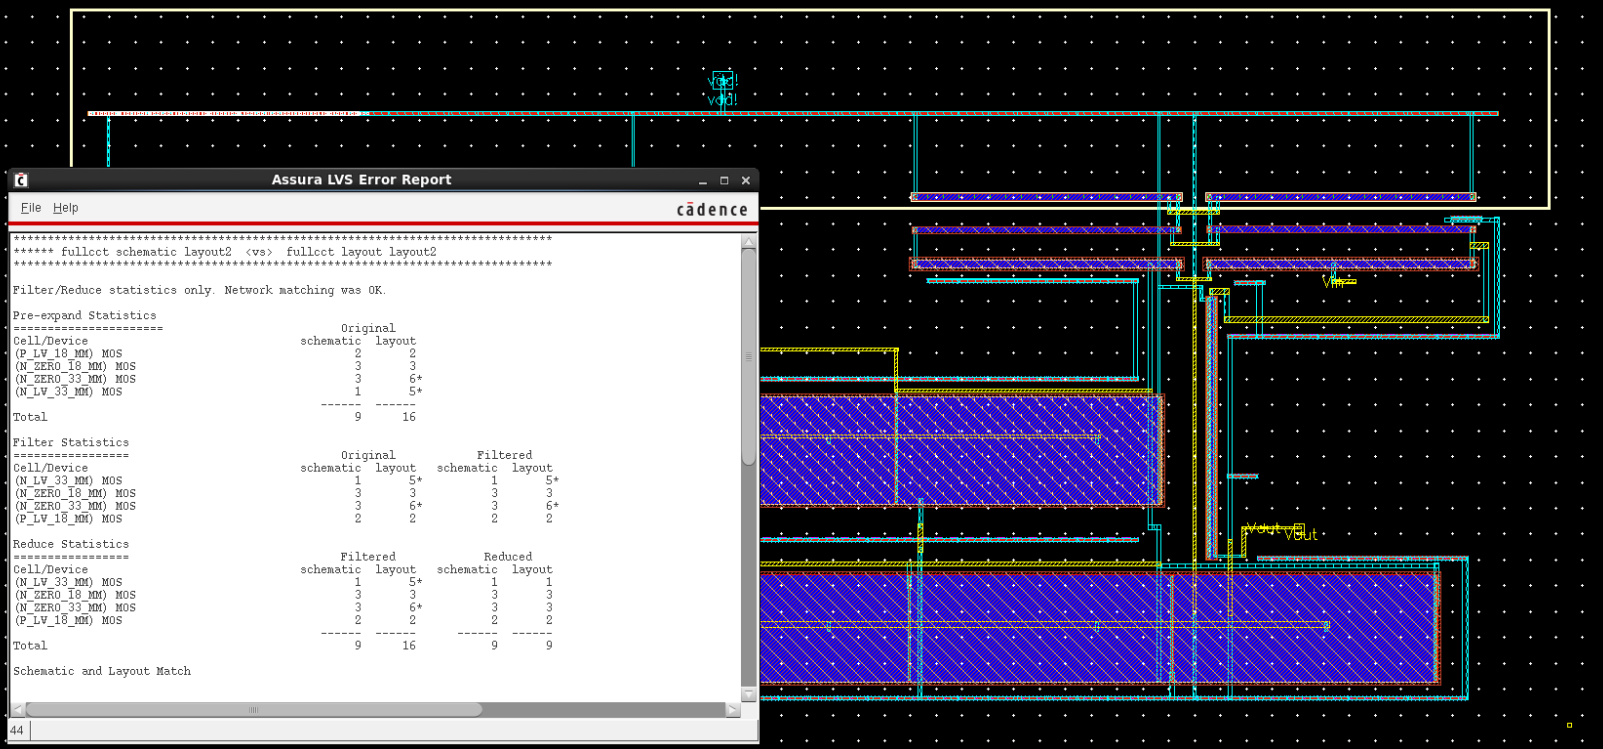 vdd!
vdd!
Assura LVS Error Report
File Help
cādence
********************************************************************************
****** fullcct schematic layout2 <vs> fullcct layout layout2
********************************************************************************
Filter/Reduce statistics only. Network matching was OK.
Pre-expand Statistics
====================== Original
Cell/Device schematic layout
(P_LV_18_MM) MOS 2 2
(N_ZERO_18_MM) MOS 3 3
(N_ZERO_33_MM) MOS 3 6*
(N_LV_33_MM) MOS 1 5*
------ ------
Total 9 16
Filter Statistics
================= Original Filtered
Cell/Device schematic layout schematic layout
(N_LV_33_MM) MOS 1 5* 1 5*
(N_ZERO_18_MM) MOS 3 3 3 3
(N_ZERO_33_MM) MOS 3 6* 3 6*
(P_LV_18_MM) MOS 2 2 2 2
Reduce Statistics
================= Filtered Reduced
Cell/Device schematic layout schematic layout
(N_LV_33_MM) MOS 1 5* 1 1
(N_ZERO_18_MM) MOS 3 3 3 3
(N_ZERO_33_MM) MOS 3 6* 3 3
(P_LV_18_MM) MOS 2 2 2 2
------ ------ ------ ------
Total 9 16 9 9
Schematic and Layout Match
44
Vout Vout